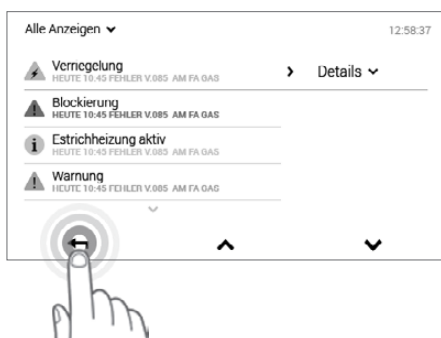 Alle Anzeigen
12:58:37
Verriegelung
HEUTE 10:45 FEHLER V.085 AM FA GAS
Details
Blockierung
HEUTE 10:45 FEHLER V.085 AM FA GAS
Estrichheizung aktiv
HEUTE 10:45 FEHLER V.085 AM FA GAS
Warnung
HEUTE 10:45 FEHLER V.085 AM FA GAS